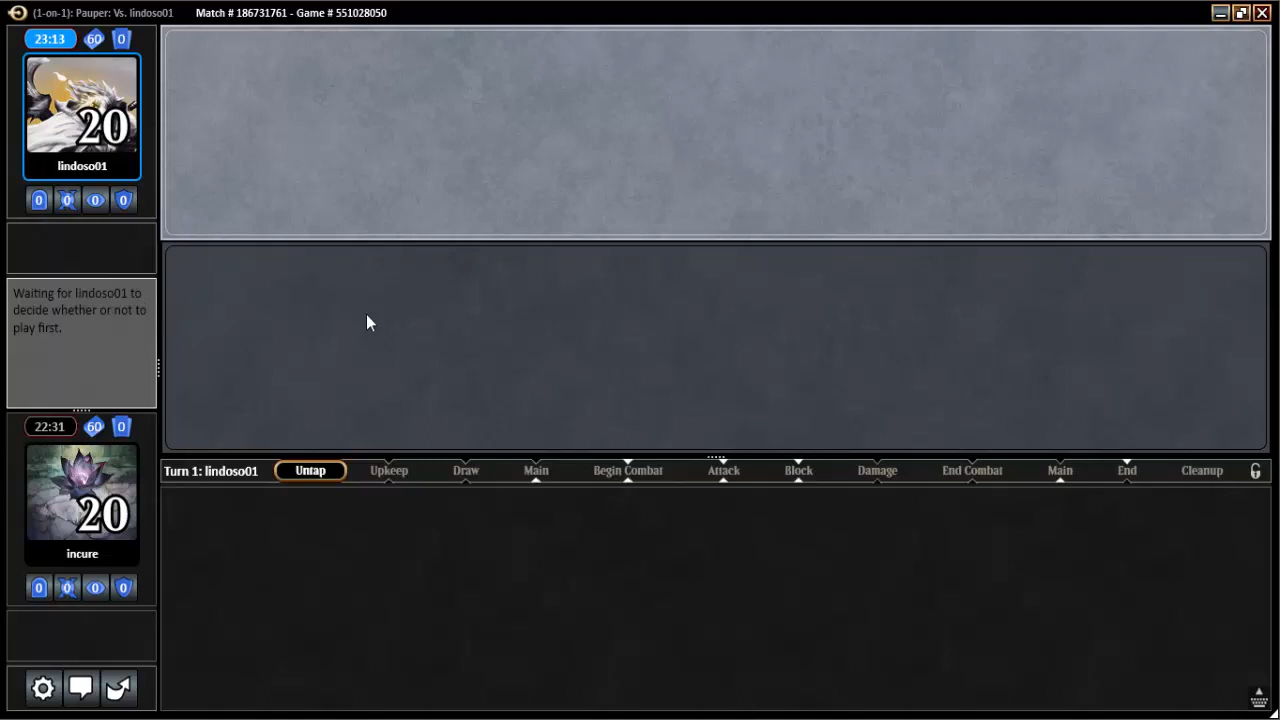 (1-on-1): Pauper: Vs. lindoso01 Match # 186731761 - Game # 551028050
23:13 60 0
20
lindoso01
0 0 0 0
Waiting for lindoso01 to
decide whether or not to
play first.
22:31 60 0
Turn 1: lindoso01 Untap Upkeep Draw Main Begin Combat Attack Block Damage End Combat Main End Cleanup
20
incure
0 0 0 0